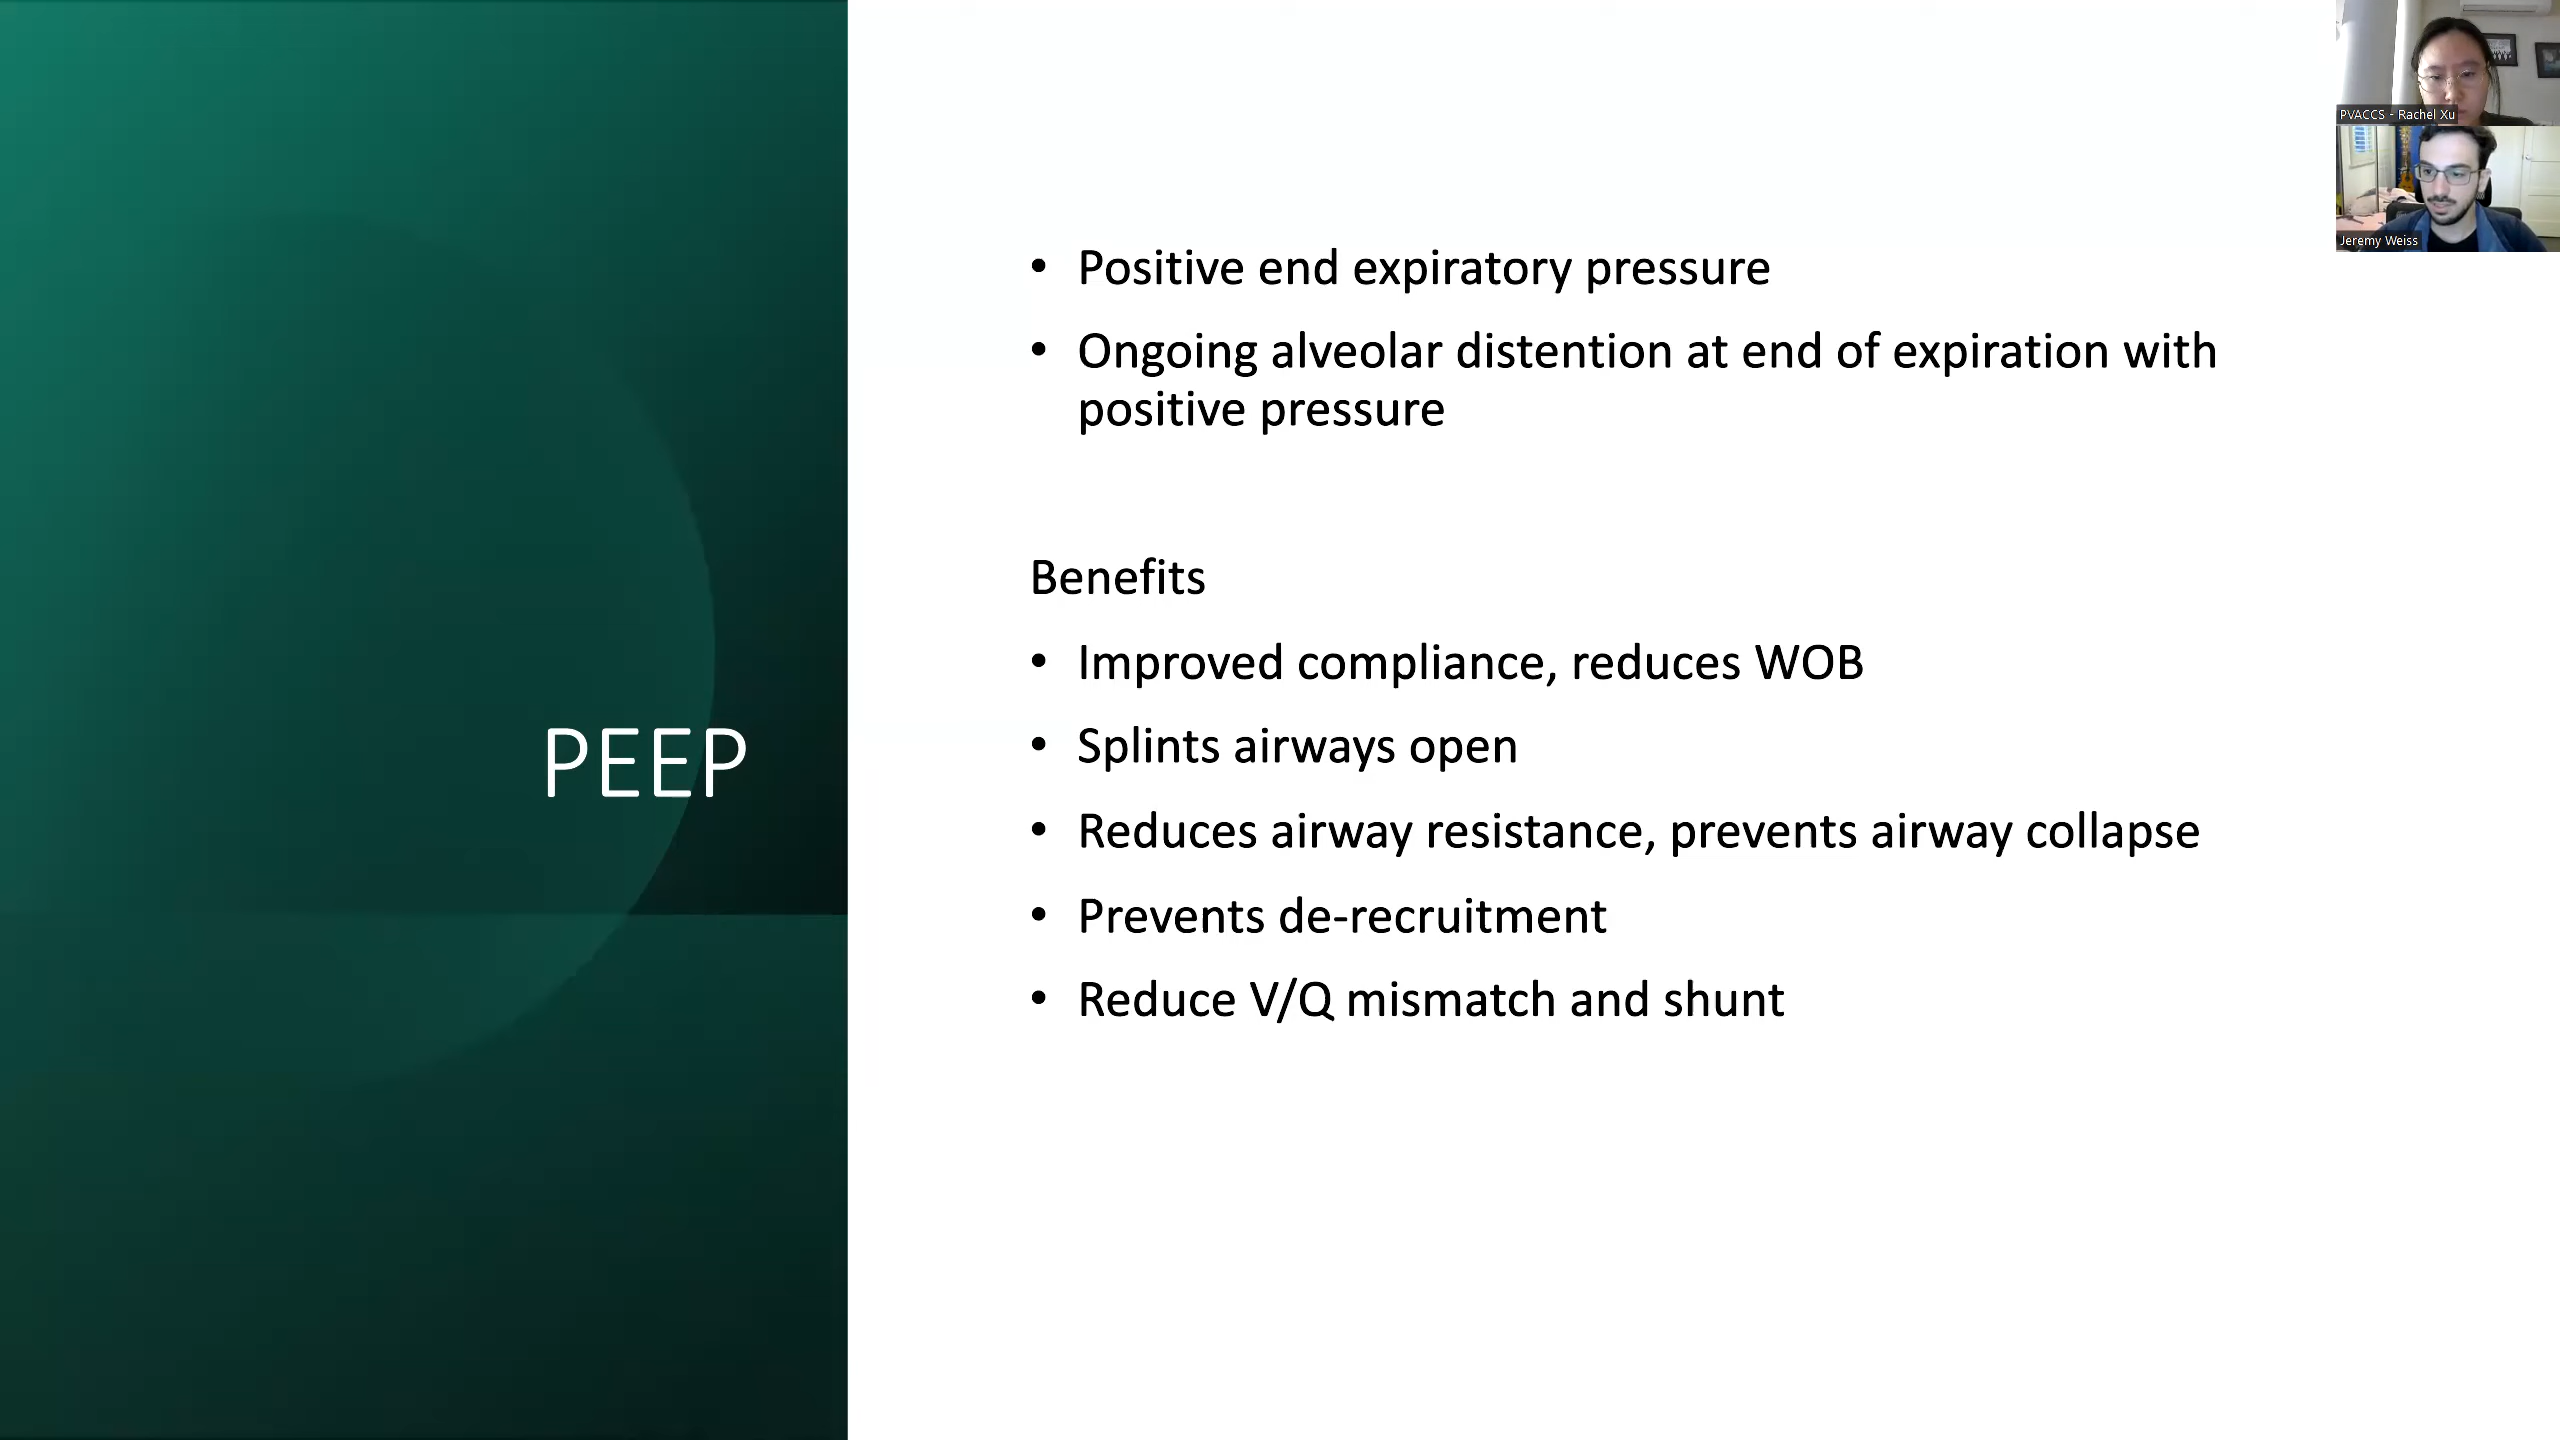 PEEP
• Positive end expiratory pressure
• Ongoing alveolar distention at end of expiration with
positive pressure
Benefits
• Improved compliance, reduces WOB
• Splints airways open
• Reduces airway resistance, prevents airway collapse
• Prevents de-recruitment
• Reduce V/Q mismatch and shunt
PVACCS - Rachel Xu
Jeremy Weiss